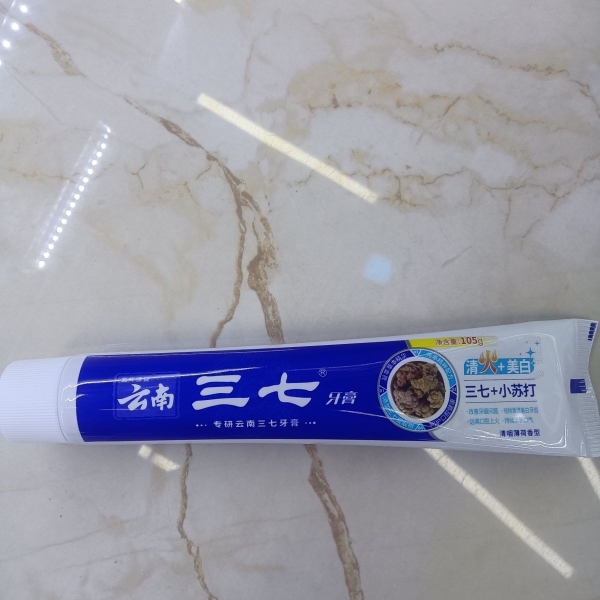 云南 三七® 牙膏
··· 专研云南三七牙膏 ···
净含量:105g
清火+美白
三七+小苏打
清咽薄荷香型